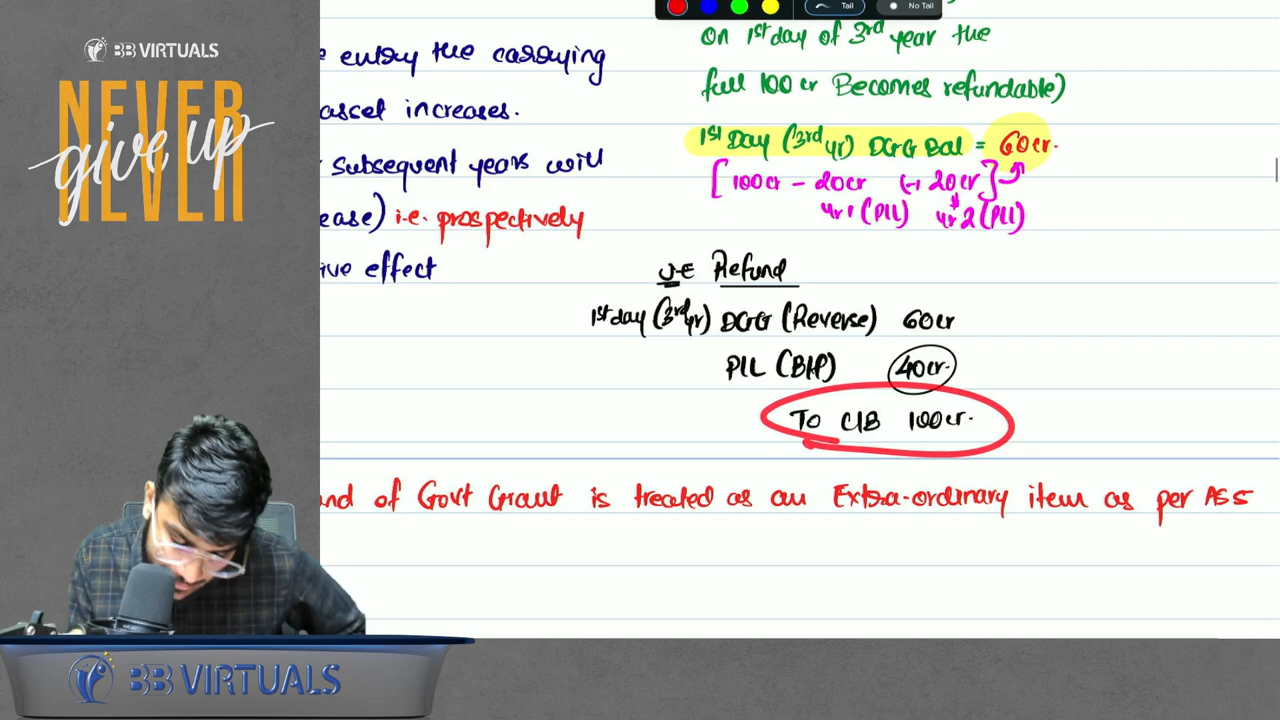 Tail
No Tail
BB VIRTUALS
NEVER
give up
NEVER
e entry the carrying
asset increases.
subsequent years will
ease) i.e. prospectively
ive effect
on 1st day of 3rd year the
full 100 cr Becomes refundable)
1st Day (3rd yr) DGG Bal = 60cr.
[100cr - 20cr (-) 20cr]
yr 1 (P/L) yr 2 (P/L)
J.E Refund
1st day (3rd yr) DGG (Reverse) 60cr
P/L (B/F) 40cr.
To C/B 100cr.
nd of Govt Grant is treated as an Extra-ordinary item as per AS 5
BB VIRTUALS